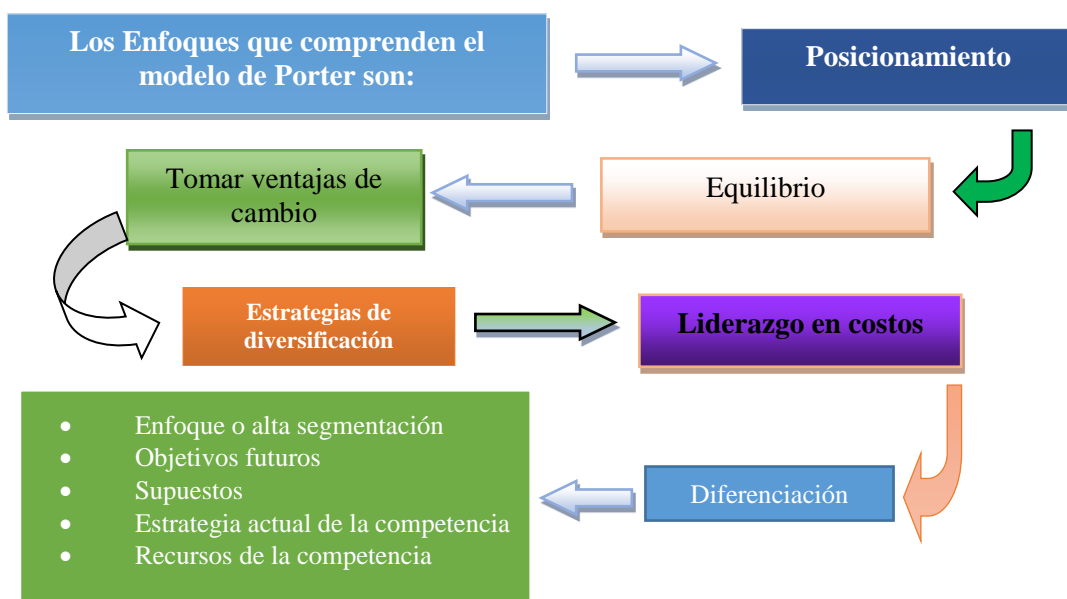 Los Enfoques que comprenden el
modelo de Porter son:
Posicionamiento
Equilibrio
Tomar ventajas de
cambio
Estrategias de
diversificación
Liderazgo en costos
Diferenciación
• Enfoque o alta segmentación
• Objetivos futuros
• Supuestos
• Estrategia actual de la competencia
• Recursos de la competencia